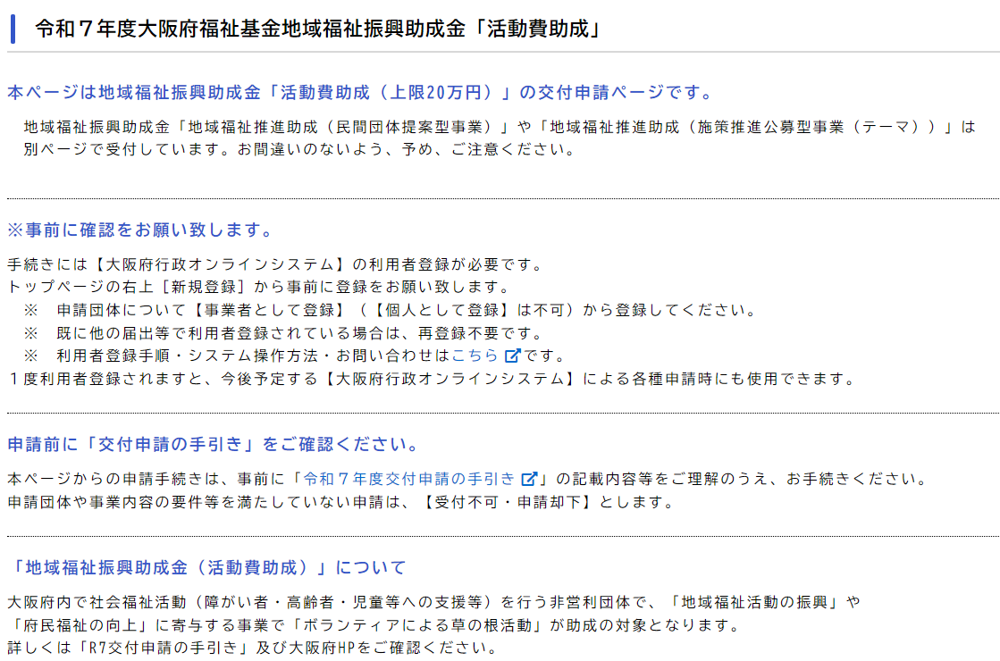 令和７年度大阪府福祉基金地域福祉振興助成金「活動費助成」
本ページは地域福祉振興助成金「活動費助成（上限20万円）」の交付申請ページです。
地域福祉振興助成金「地域福祉推進助成（民間団体提案型事業）」や「地域福祉推進助成（施策推進公募型事業（テーマ））」は
別ページで受付しています。お間違いのないよう、予め、ご注意ください。
※事前に確認をお願い致します。
手続きには【大阪府行政オンラインシステム】の利用者登録が必要です。
トップページの右上［新規登録］から事前に登録をお願い致します。
※　申請団体について【事業者として登録】（【個人として登録】は不可）から登録してください。
※　既に他の届出等で利用者登録されている場合は、再登録不要です。
※　利用者登録手順・システム操作方法・お問い合わせはこちらです。
１度利用者登録されますと、今後予定する【大阪府行政オンラインシステム】による各種申請時にも使用できます。
申請前に「交付申請の手引き」をご確認ください。
本ページからの申請手続きは、事前に「令和７年度交付申請の手引き」の記載内容等をご理解のうえ、お手続きください。
申請団体や事業内容の要件等を満たしていない申請は、【受付不可・申請却下】とします。
「地域福祉振興助成金（活動費助成）」について
大阪府内で社会福祉活動（障がい者・高齢者・児童等への支援等）を行う非営利団体で、「地域福祉活動の振興」や
「府民福祉の向上」に寄与する事業で「ボランティアによる草の根活動」が助成の対象となります。
詳しくは「R7交付申請の手引き」及び大阪府HPをご確認ください。